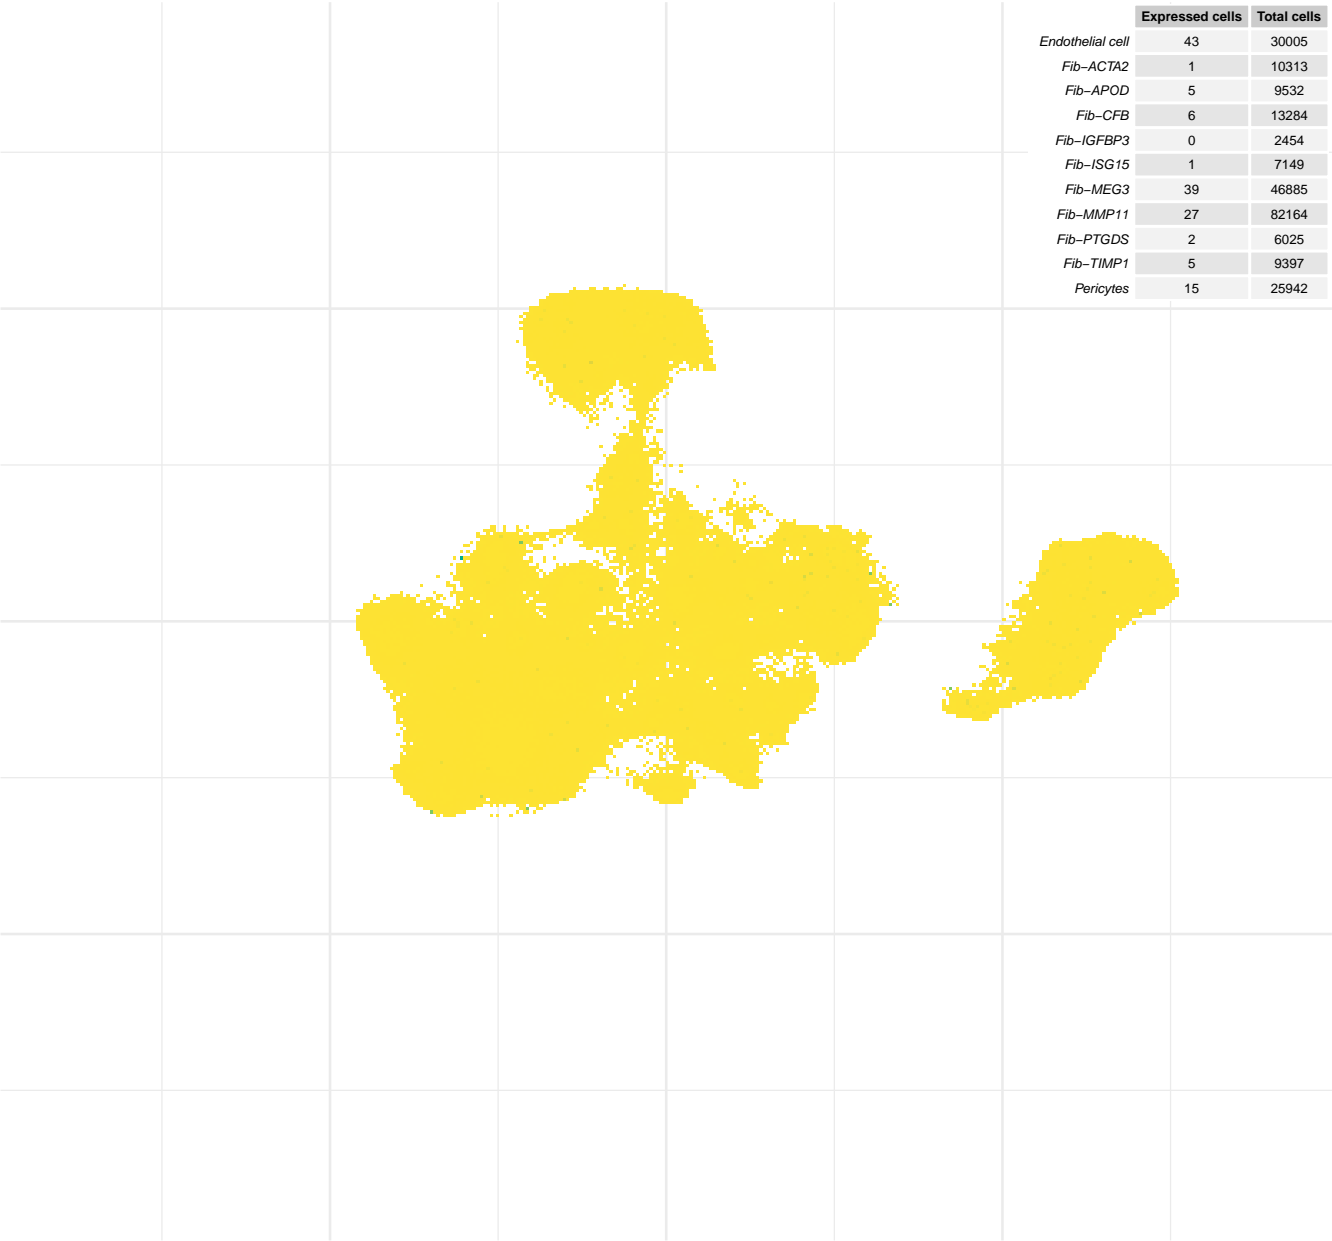 Expressed cells Total cells
Endothelial cell 43 30005
Fib−ACTA2 1 10313
Fib−APOD 5 9532
Fib−CFB 6 13284
Fib−IGFBP3 0 2454
Fib−ISG15 1 7149
Fib−MEG3 39 46885
Fib−MMP11 27 82164
Fib−PTGDS 2 6025
Fib−TIMP1 5 9397
Pericytes 15 25942